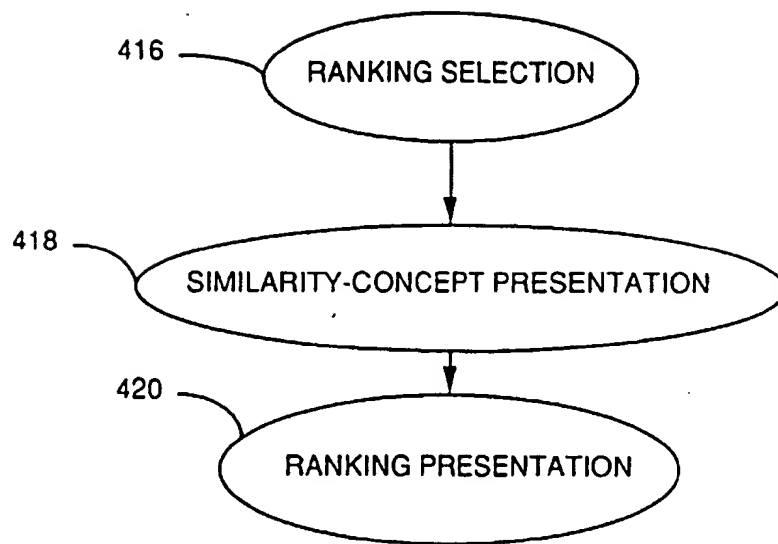 416
RANKING SELECTION
418
SIMILARITY-CONCEPT PRESENTATION
420
RANKING PRESENTATION